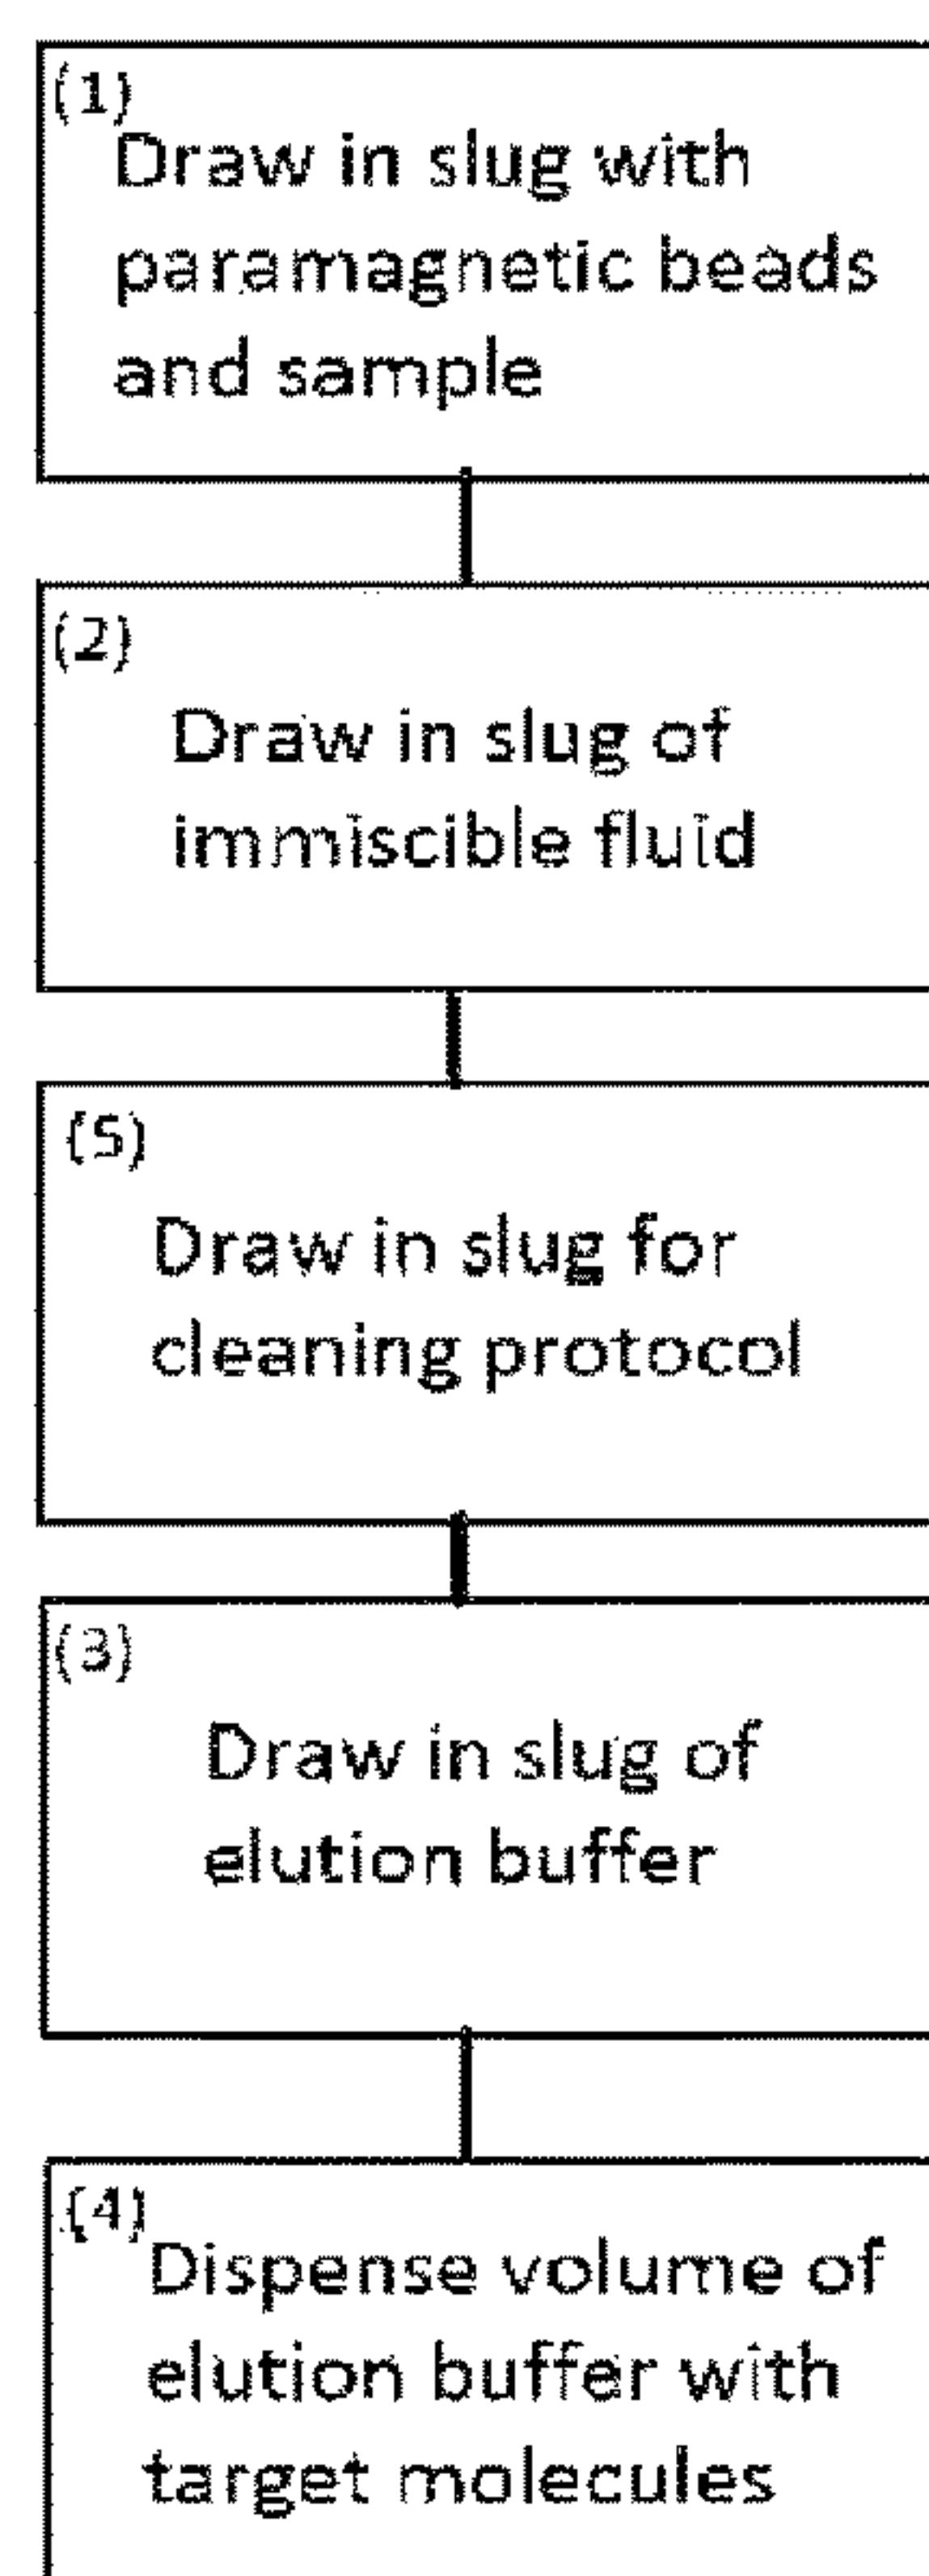 (1)
Draw in slug with
paramagnetic beads
and sample
(2)
Draw in slug of
immiscible fluid
(5)
Draw in slug for
cleaning protocol
(3)
Draw in slug of
elution buffer
(4)
Dispense volume of
elution buffer with
target molecules